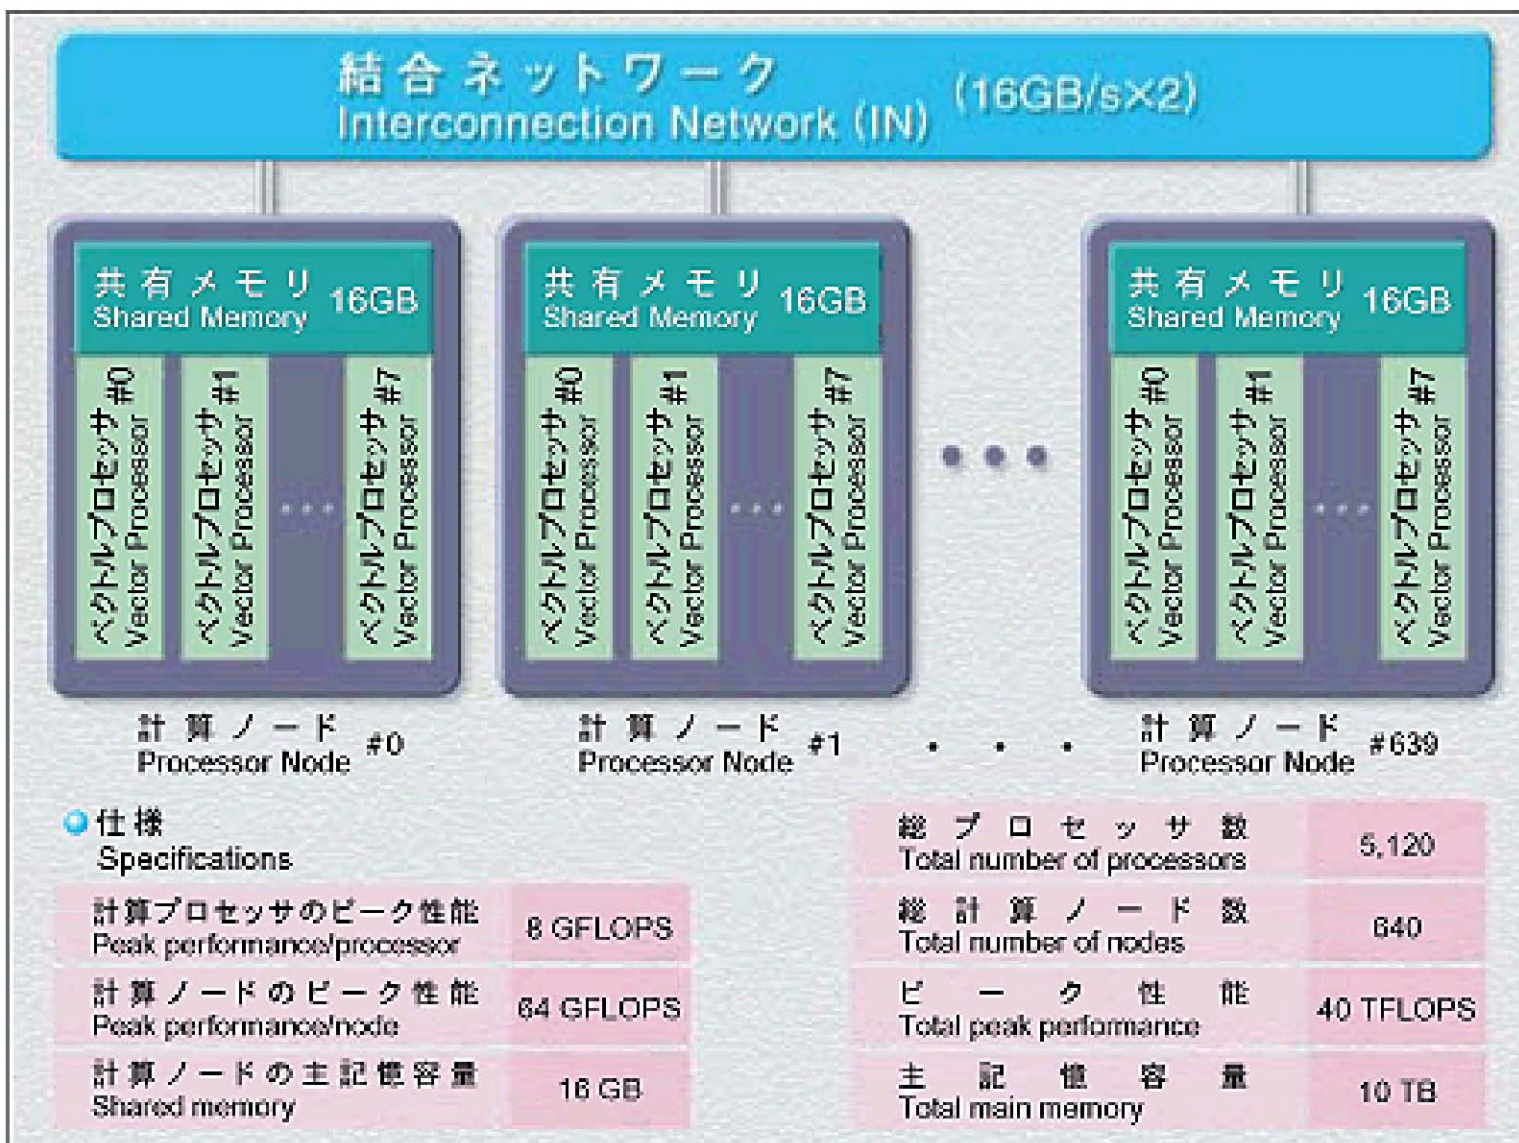 結合ネットワーク
Interconnection Network (IN)
(16GB/s×2)
共有メモリ
Shared Memory
16GB
ベクトルプロセッサ
Vector Processor
#0
ベクトルプロセッサ
Vector Processor
#1
ベクトルプロセッサ
Vector Processor
#7
共有メモリ
Shared Memory
16GB
ベクトルプロセッサ
Vector Processor
#0
ベクトルプロセッサ
Vector Processor
#1
ベクトルプロセッサ
Vector Processor
#7
共有メモリ
Shared Memory
16GB
ベクトルプロセッサ
Vector Processor
#0
ベクトルプロセッサ
Vector Processor
#1
ベクトルプロセッサ
Vector Processor
#7
計算ノード
Processor Node
#0
計算ノード
Processor Node
#1
計算ノード
Processor Node
#639
仕様
Specifications
計算プロセッサのピーク性能
Peak performance/processor
8 GFLOPS
計算ノードのピーク性能
Peak performance/node
64 GFLOPS
計算ノードの主記憶容量
Shared memory
16 GB
総プロセッサ数
Total number of processors
5,120
総計算ノード数
Total number of nodes
640
ピーク性能
Total peak performance
40 TFLOPS
主記憶容量
Total main memory
10 TB